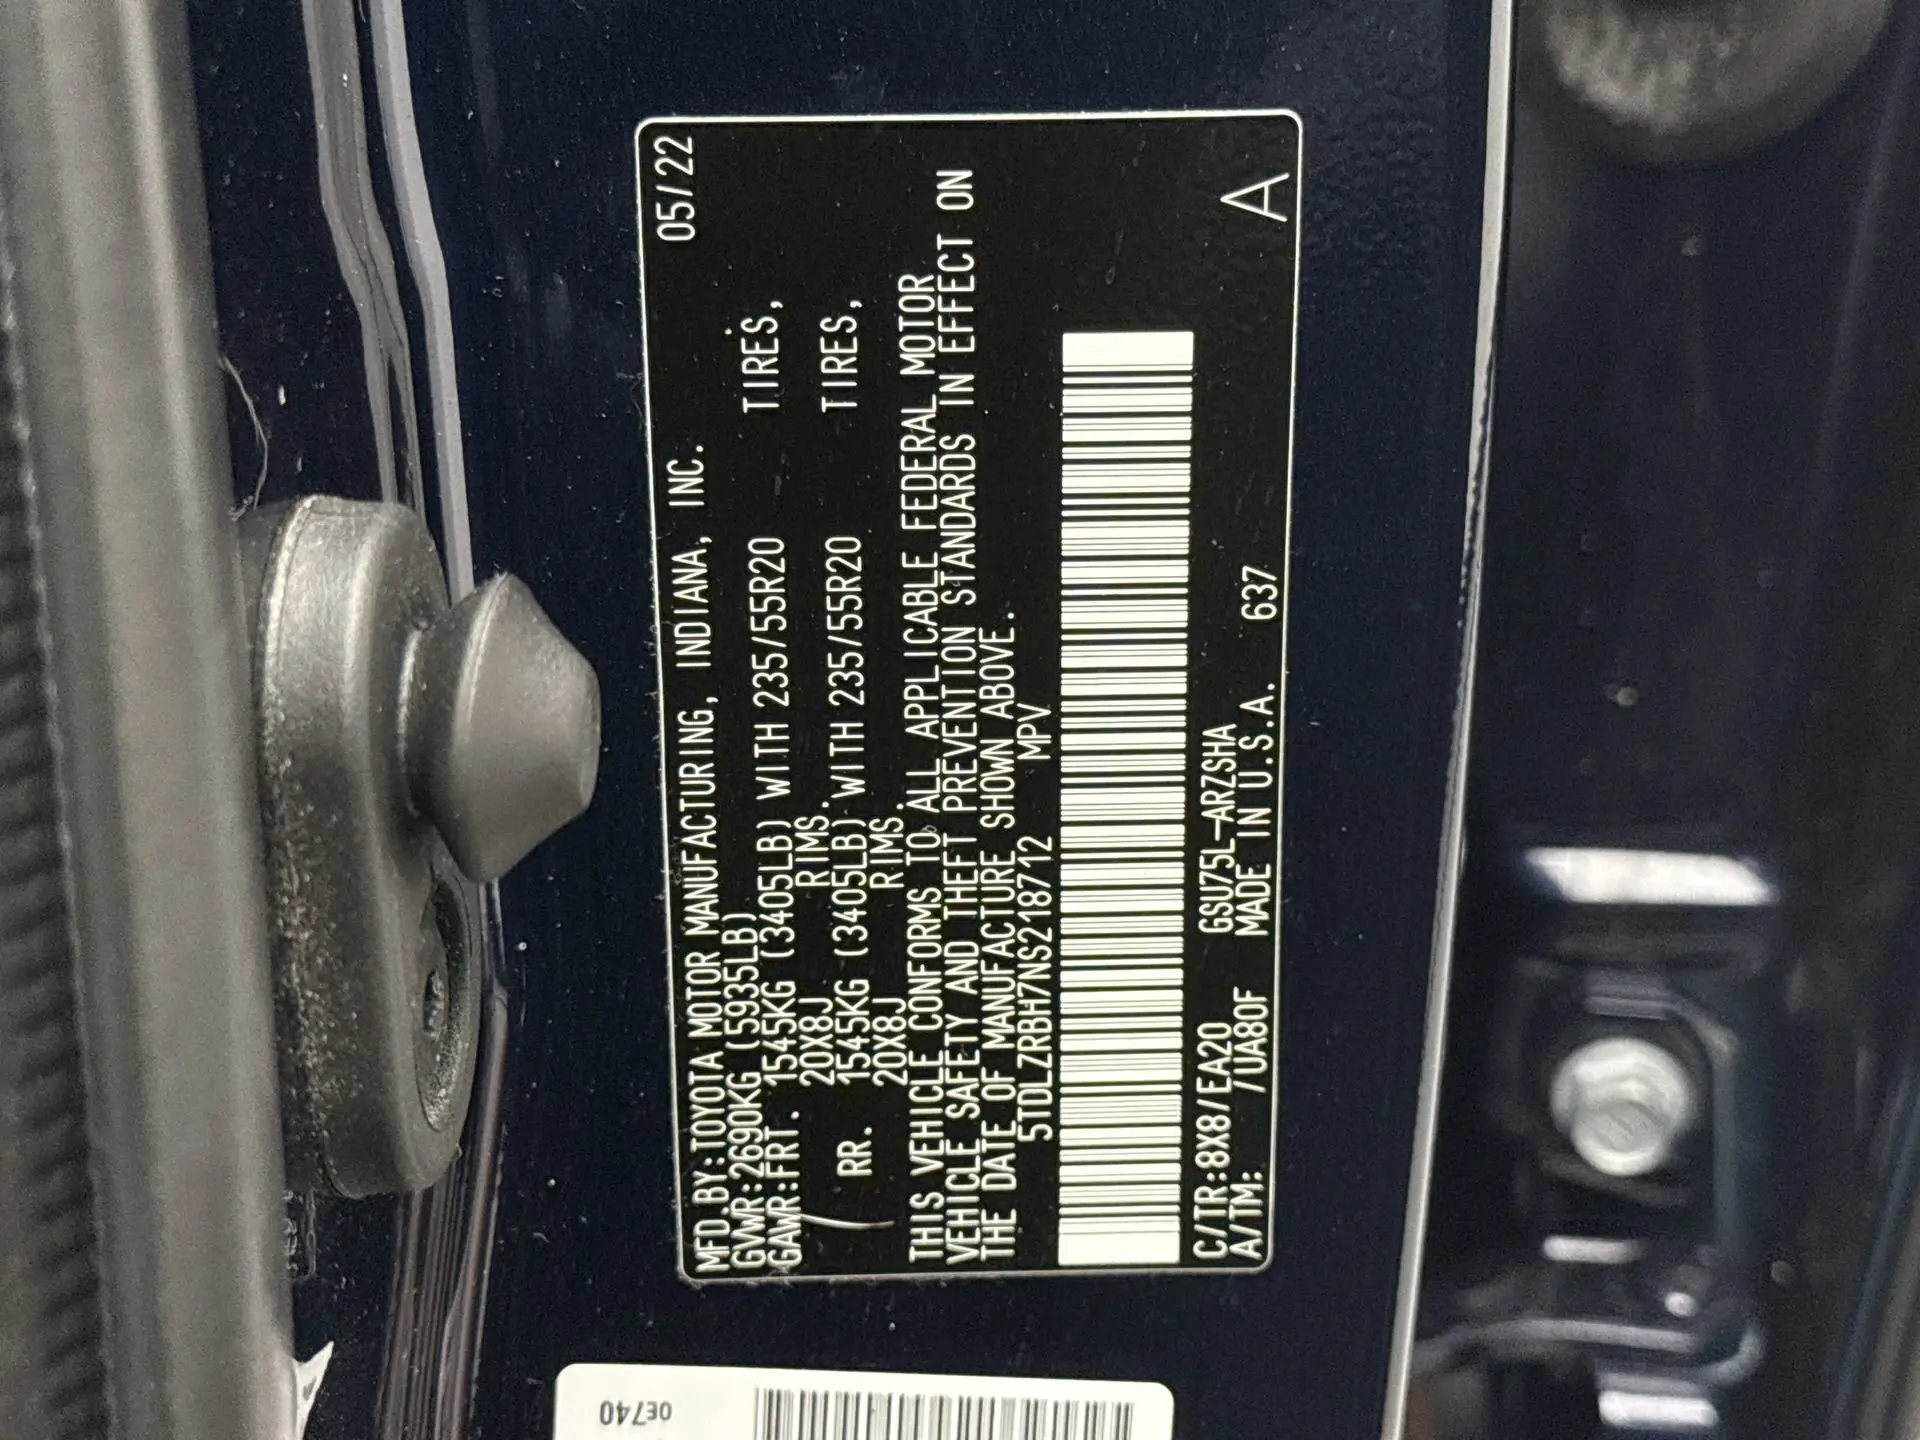 MFD.BY:TOYOTA MOTOR MANUFACTURING, INDIANA, INC. 05/22
GVWR:2690KG (5935LB)
GAWR:FRT. 1545KG (3405LB) WITH 235/55R20 TIRES,
20X8J RIMS.
RR. 1545KG (3405LB) WITH 235/55R20 TIRES,
20X8J RIMS.
THIS VEHICLE CONFORMS TO ALL APPLICABLE FEDERAL MOTOR
VEHICLE SAFETY AND THEFT PREVENTION STANDARDS IN EFFECT ON
THE DATE OF MANUFACTURE SHOWN ABOVE.
5TDLZRBH7NS218712 MPV
C/TR:8X8/EA20 GSU75L-ARZSHA
A/TM: /UA80F MADE IN U.S.A. 637 A
0E740